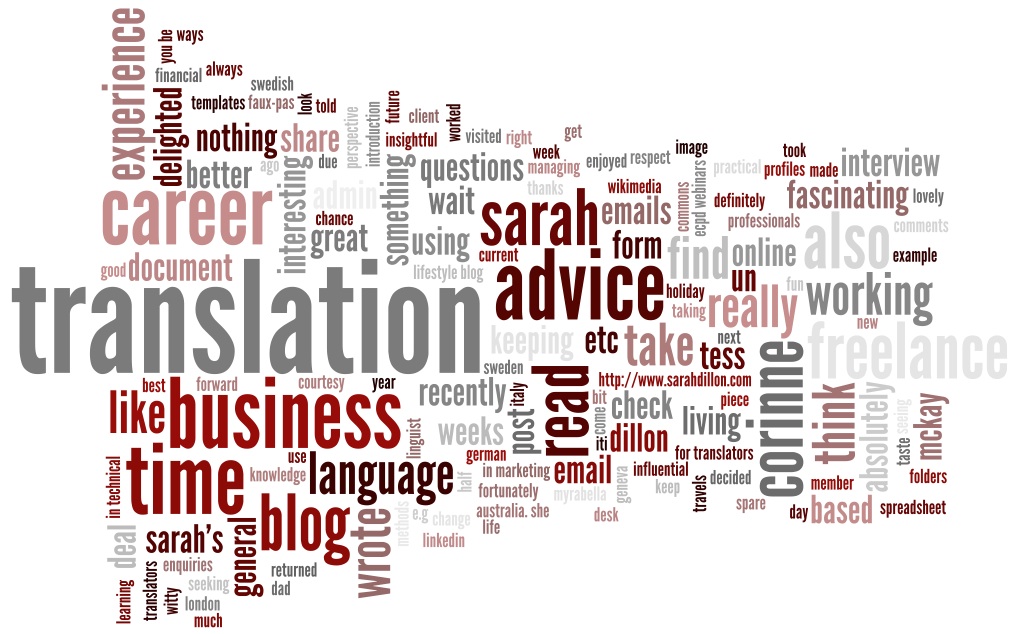 experience
you be
ways
financial
always
swedish
delighted
templates
faux-pas
look
told
perspective
introduction
future
client
worked
nothing
share
insightful
visited
right
get
ago
due
better
interesting
admin
something
questions
week
managing
enjoyed
respect
image
commons
ecpd webinars
practical
took
profiles
made
interview
career
chance
great
wait
thanks
sarah
wikimedia
emails
definitely
professionals
fascinating
lovely
comments
good
document
using
current
lifestyle blog
form
find
online
also
example
translation
advice
holiday
taking
un
really
fun
working
new
keeping
etc
take
next
tess
freelance
sweden
best
forward
courtesy
year
recently
italy
post
read
http://www.sarahdillon.com
bit
come
check
piece
living
corinne
think
absolutely
seeing
taste
mckay
like
business
linguist
weeks
iti
dillon
for translators
german
time
in technical
use
knowledge
language
half
in marketing
email
influential
fortunately
myrabella
geneva
keep
travels
decided
member
folders
spare
day
based
spreadsheet
deal
sarah's
general
blog
wrote
methods
e.g
change
australia. she
life
desk
linkedin
enquiries
returned
dad
learning
translators
witty
seeking
london
much